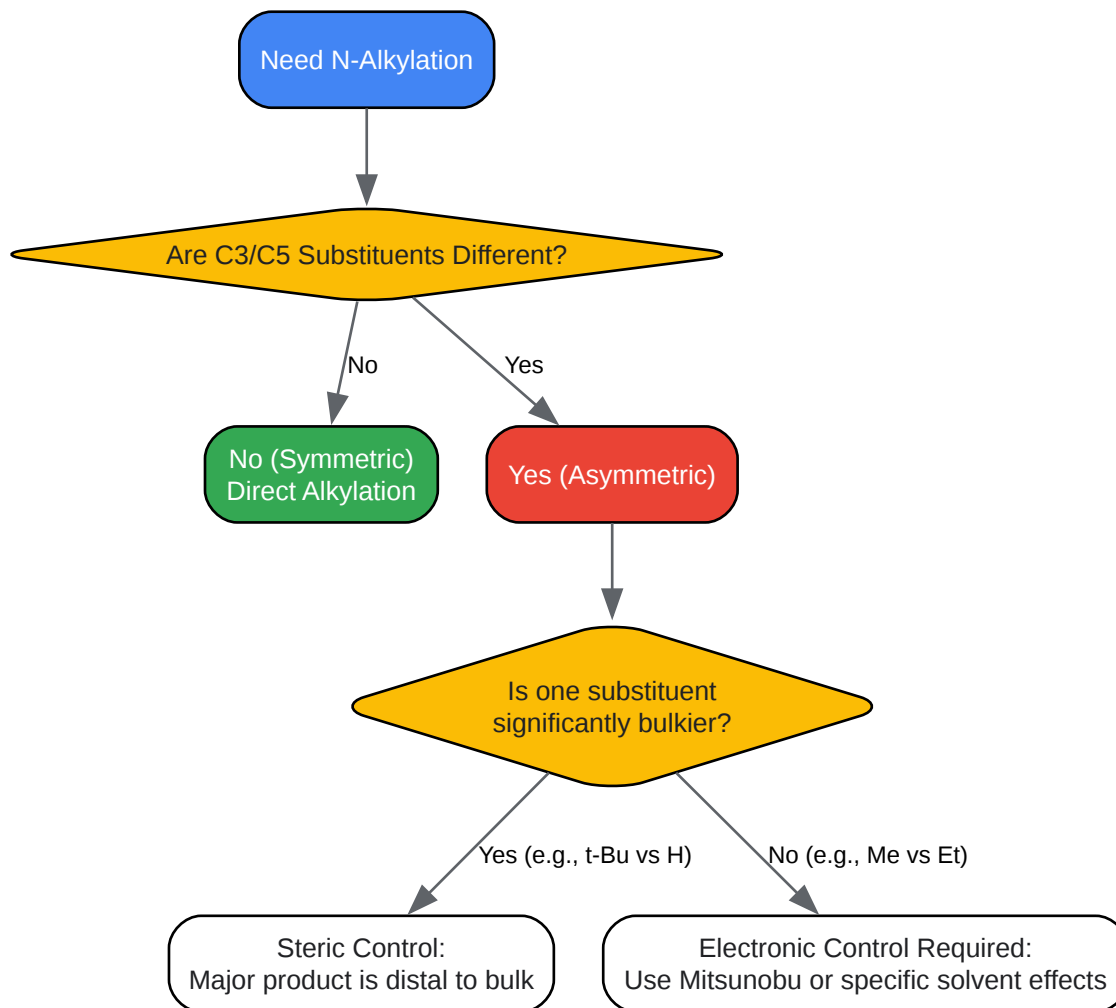 Need N-Alkylation
Are C3/C5 Substituents Different?
No
Yes
No (Symmetric)
Direct Alkylation
Yes (Asymmetric)
Is one substituent
significantly bulkier?
Yes (e.g., t-Bu vs H)
No (e.g., Me vs Et)
Steric Control:
Major product is distal to bulk
Electronic Control Required:
Use Mitsunobu or specific solvent effects